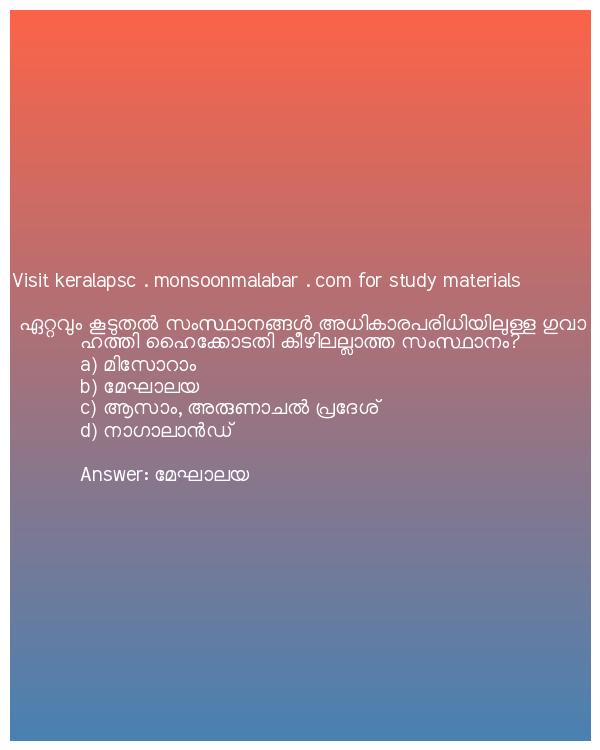 Visit keralapsc . monsoonmalabar . com for study materials
ഏറ്റവും കൂടുതൽ സംസ്ഥാനങ്ങൾ അധികാരപരിധിയിലുള്ള ഗുവാ
ഹത്തി ഹൈക്കോടതി കീഴിലല്ലാത്ത സംസ്ഥാനം?
a) മിസോറാം
b) മേഘാലയ
c) ആസാം, അരുണാചൽ പ്രദേശ്
d) നാഗാലാൻഡ്
Answer: മേഘാലയ